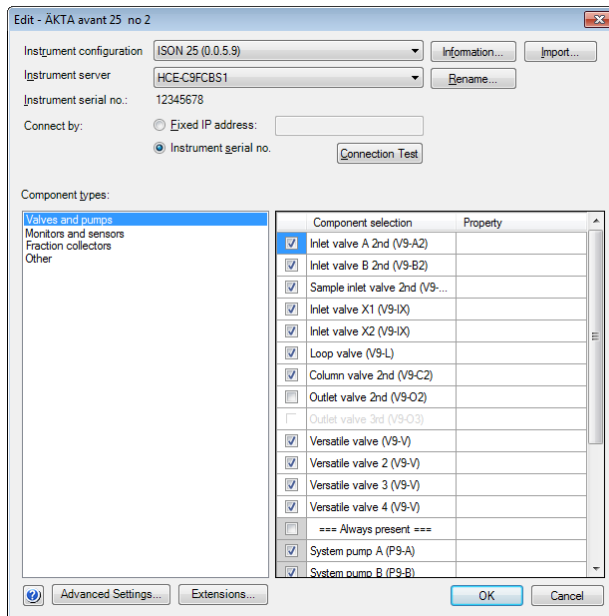 Edit - ÄKTA avant 25 no 2
Instrument configuration ISON 25 (0.0.5.9) Information... Import...
Instrument server HCE-C9FCBS1 Rename...
Instrument serial no.: 12345678
Connect by: Fixed IP address:
Instrument serial no. Connection Test
Component types:
Valves and pumps
Monitors and sensors
Fraction collectors
Other
Component selection Property
Inlet valve A 2nd (V9-A2)
Inlet valve B 2nd (V9-B2)
Sample inlet valve 2nd (V9-...
Inlet valve X1 (V9-IX)
Inlet valve X2 (V9-IX)
Loop valve (V9-L)
Column valve 2nd (V9-C2)
Outlet valve 2nd (V9-O2)
Outlet valve 3rd (V9-O3)
Versatile valve (V9-V)
Versatile valve 2 (V9-V)
Versatile valve 3 (V9-V)
Versatile valve 4 (V9-V)
=== Always present ===
System pump A (P9-A)
System pump B (P9-B)
Advanced Settings... Extensions... OK Cancel